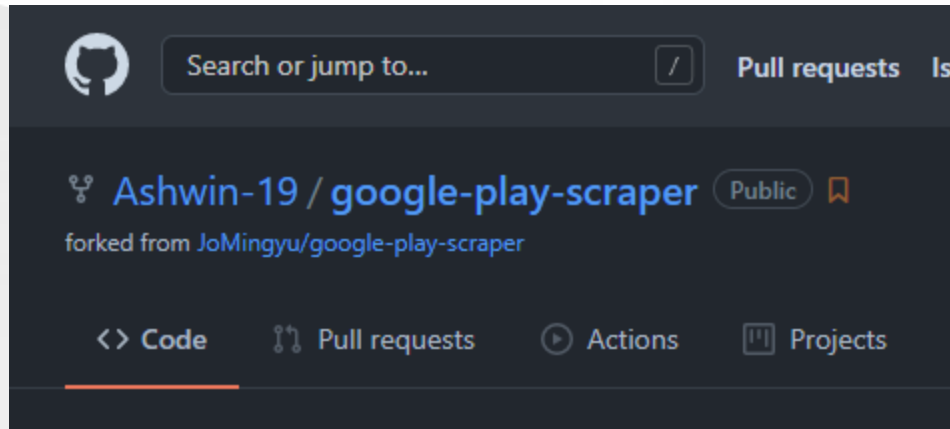 Search or jump to... / Pull requests Is
Ashwin-19 / google-play-scraper Public
forked from JoMingyu/google-play-scraper
<> Code Pull requests Actions Projects